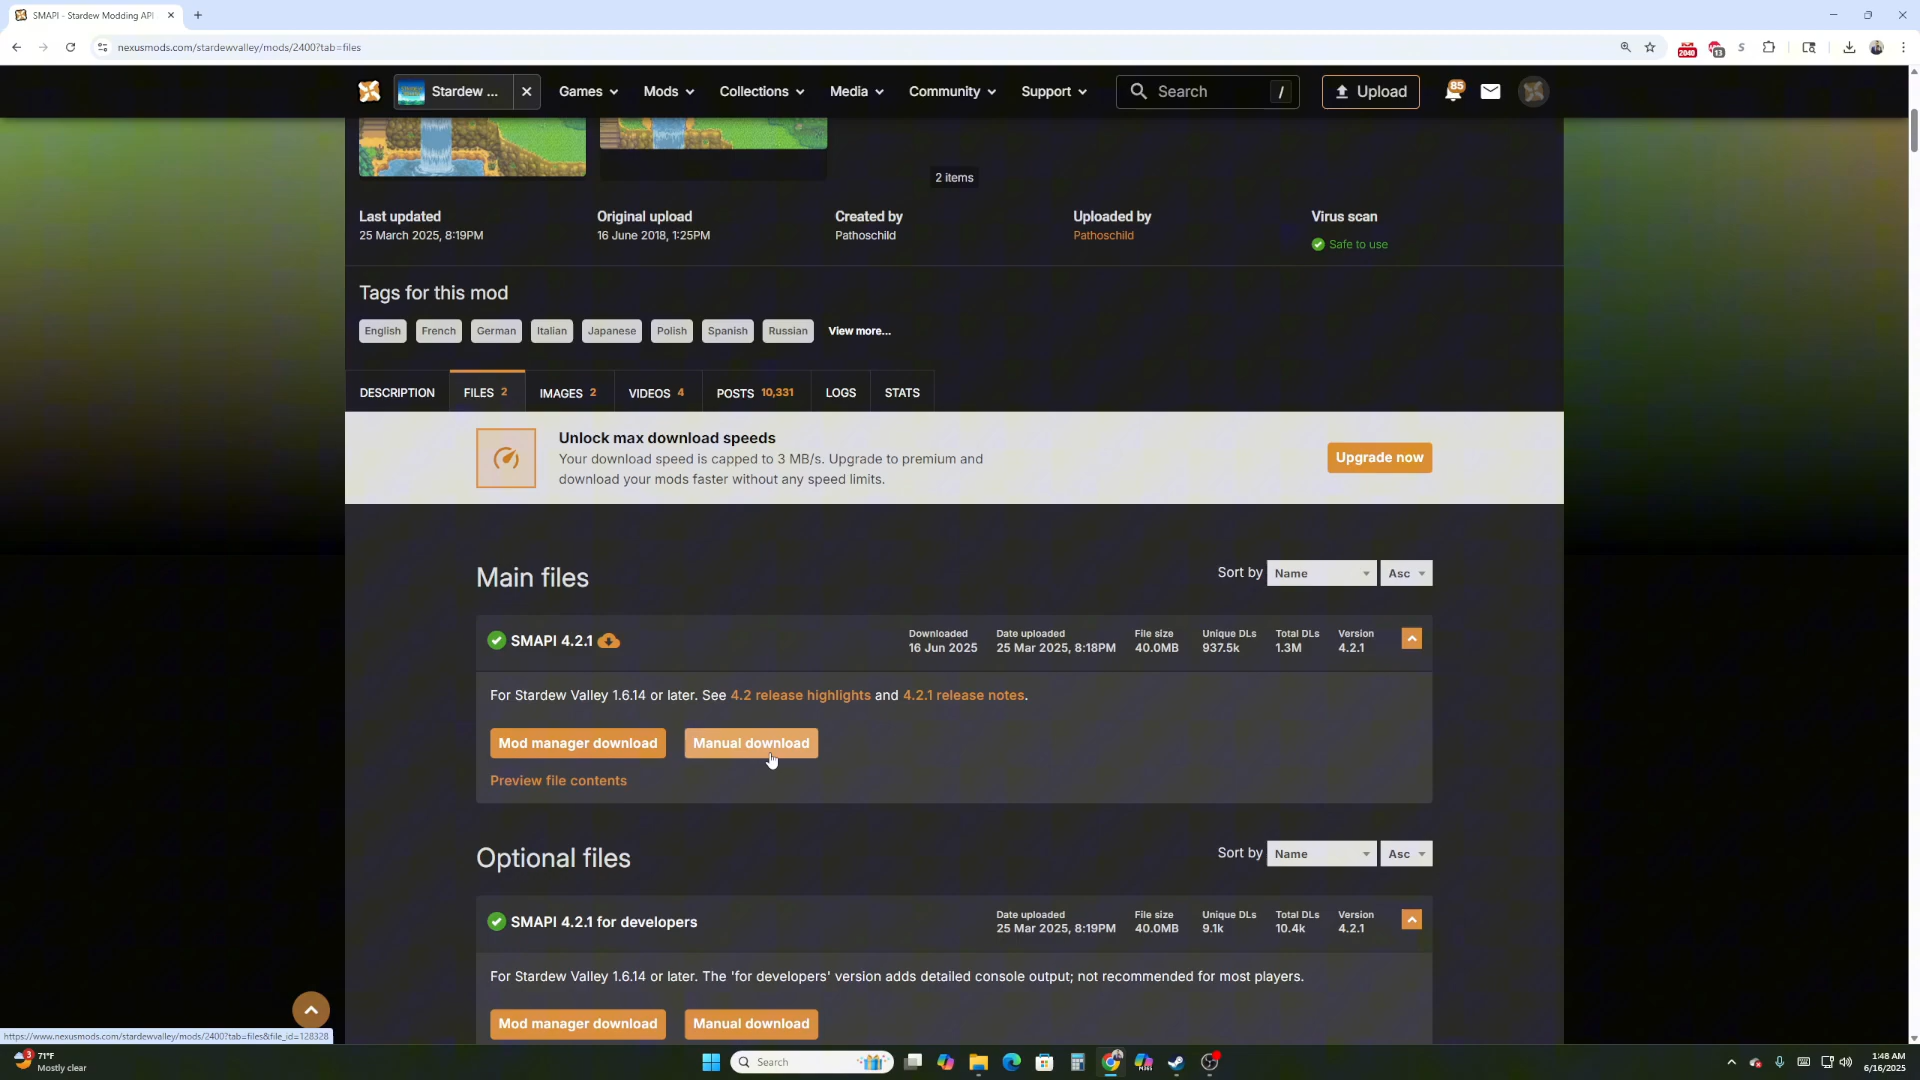 SMAPI - Stardew Modding API
nexusmods.com/stardewvalley/mods/2400?tab=files
2040
13
Stardew ...
Games
Mods
Collections
Media
Community
Support
Search
/
Upload
85
2 items
Last updated
25 March 2025, 8:19PM
Original upload
16 June 2018, 1:25PM
Created by
Pathoschild
Uploaded by
Pathoschild
Virus scan
Safe to use
Tags for this mod
English
French
German
Italian
Japanese
Polish
Spanish
Russian
View more...
DESCRIPTION
FILES 2
IMAGES 2
VIDEOS 4
POSTS 10,331
LOGS
STATS
Unlock max download speeds
Your download speed is capped to 3 MB/s. Upgrade to premium and
download your mods faster without any speed limits.
Upgrade now
Main files
Sort by
Name
Asc
SMAPI 4.2.1
Downloaded
16 Jun 2025
Date uploaded
25 Mar 2025, 8:18PM
File size
40.0MB
Unique DLs
937.5k
Total DLs
1.3M
Version
4.2.1
For Stardew Valley 1.6.14 or later. See 4.2 release highlights and 4.2.1 release notes.
Mod manager download
Manual download
Preview file contents
Optional files
Sort by
Name
Asc
SMAPI 4.2.1 for developers
Date uploaded
25 Mar 2025, 8:19PM
File size
40.0MB
Unique DLs
9.1k
Total DLs
10.4k
Version
4.2.1
For Stardew Valley 1.6.14 or later. The 'for developers' version adds detailed console output; not recommended for most players.
Mod manager download
Manual download
https://www.nexusmods.com/stardewvalley/mods/2400?tab=files&file_id=128328
3
71°F
Mostly clear
Search
1:48 AM
6/16/2025